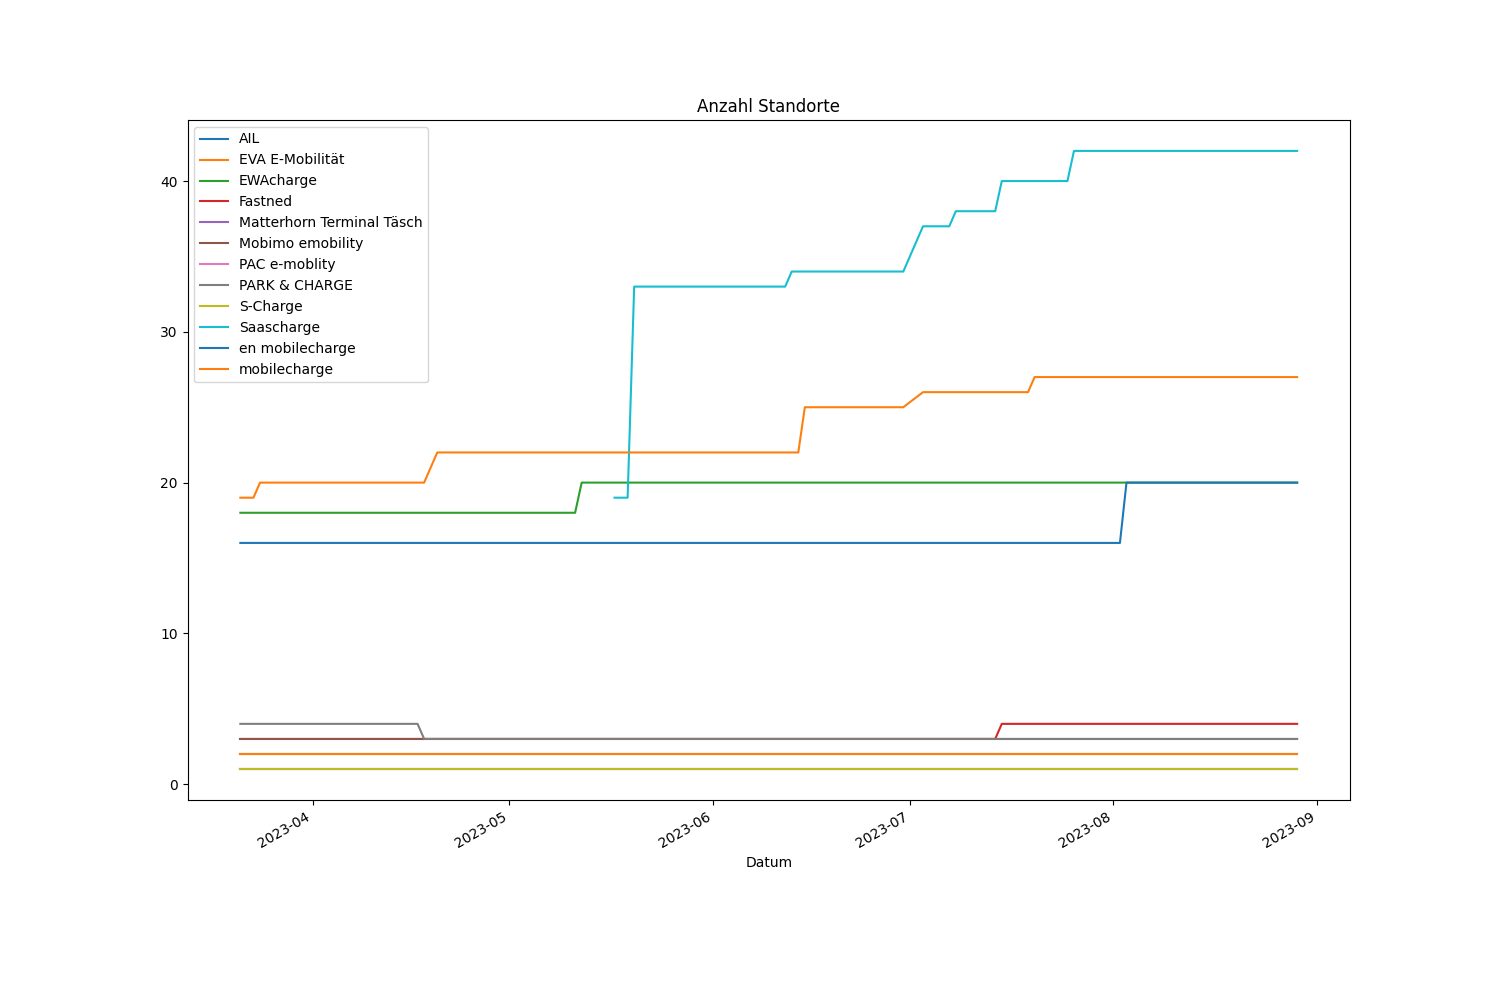 Anzahl Standorte
AIL
EVA E-Mobilität
EWAcharge
Fastned
Matterhorn Terminal Täsch
Mobimo emobility
PAC e-moblity
PARK & CHARGE
S-Charge
Saascharge
en mobilecharge
mobilecharge
40
30
20
10
0
2023-04
2023-05
2023-06
2023-07
2023-08
2023-09
Datum